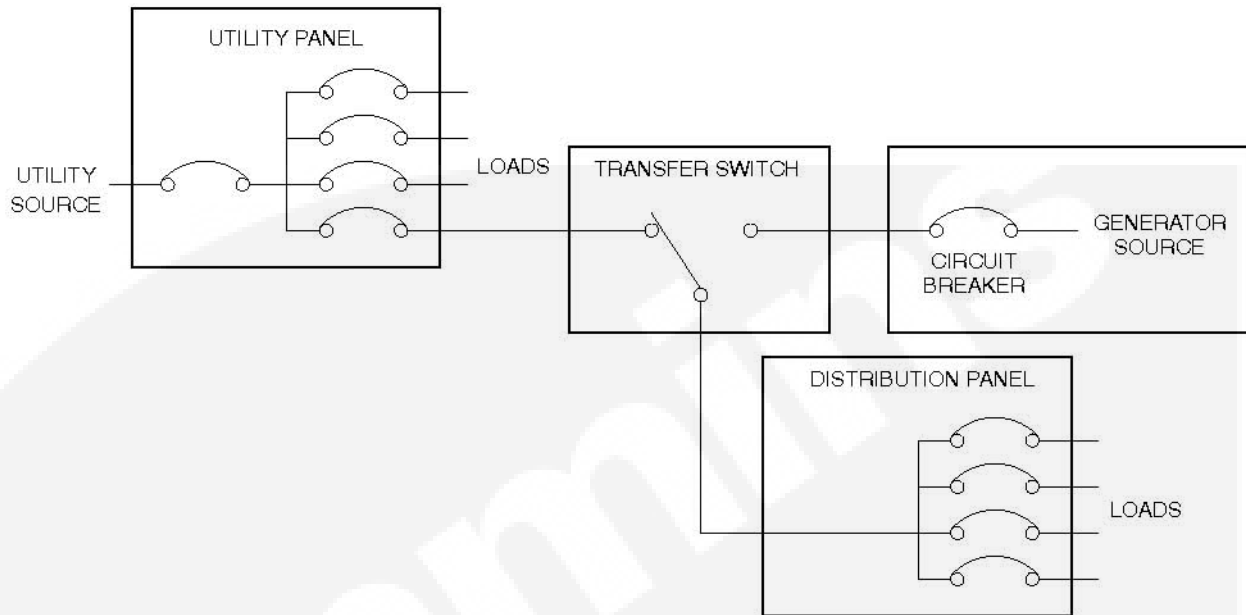 UTILITY PANEL
UTILITY
SOURCE
LOADS
TRANSFER SWITCH
CIRCUIT
BREAKER
GENERATOR
SOURCE
DISTRIBUTION PANEL
LOADS